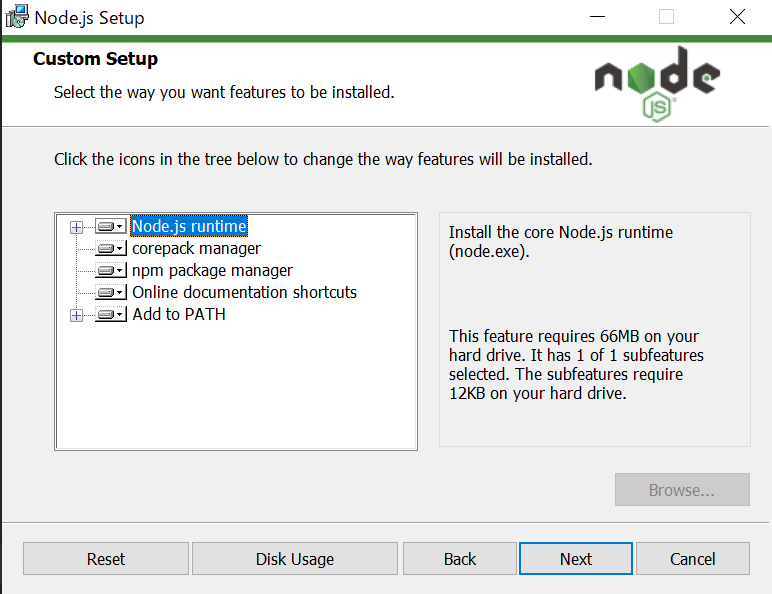 Node.js Setup
Custom Setup
Select the way you want features to be installed.
node
JS
Click the icons in the tree below to change the way features will be installed.
Node.js runtime
corepack manager
npm package manager
Online documentation shortcuts
Add to PATH
Install the core Node.js runtime
(node.exe).
This feature requires 66MB on your
hard drive. It has 1 of 1 subfeatures
selected. The subfeatures require
12KB on your hard drive.
Browse...
Reset
Disk Usage
Back
Next
Cancel